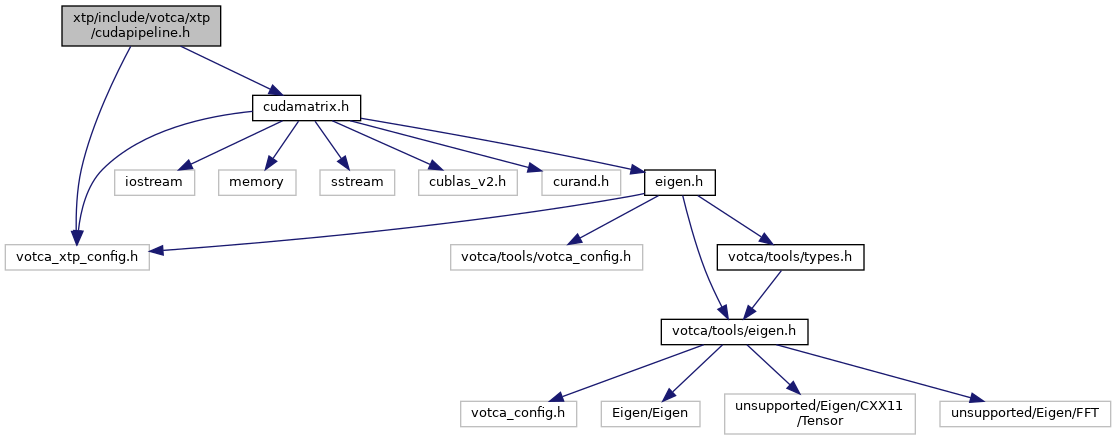 xtp/include/votca/xtp
/cudapipeline.h
cudamatrix.h
iostream
memory
sstream
cublas_v2.h
curand.h
eigen.h
votca_xtp_config.h
votca/tools/votca_config.h
votca/tools/types.h
votca/tools/eigen.h
votca_config.h
Eigen/Eigen
unsupported/Eigen/CXX11
/Tensor
unsupported/Eigen/FFT